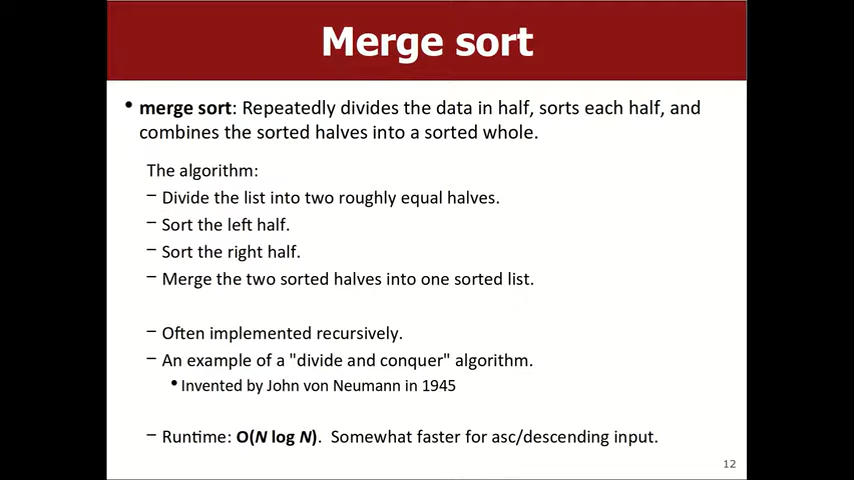 Merge sort
• merge sort: Repeatedly divides the data in half, sorts each half, and
combines the sorted halves into a sorted whole.
The algorithm:
– Divide the list into two roughly equal halves.
– Sort the left half.
– Sort the right half.
– Merge the two sorted halves into one sorted list.
– Often implemented recursively.
– An example of a "divide and conquer" algorithm.
• Invented by John von Neumann in 1945
– Runtime: O(N log N).  Somewhat faster for asc/descending input.
12